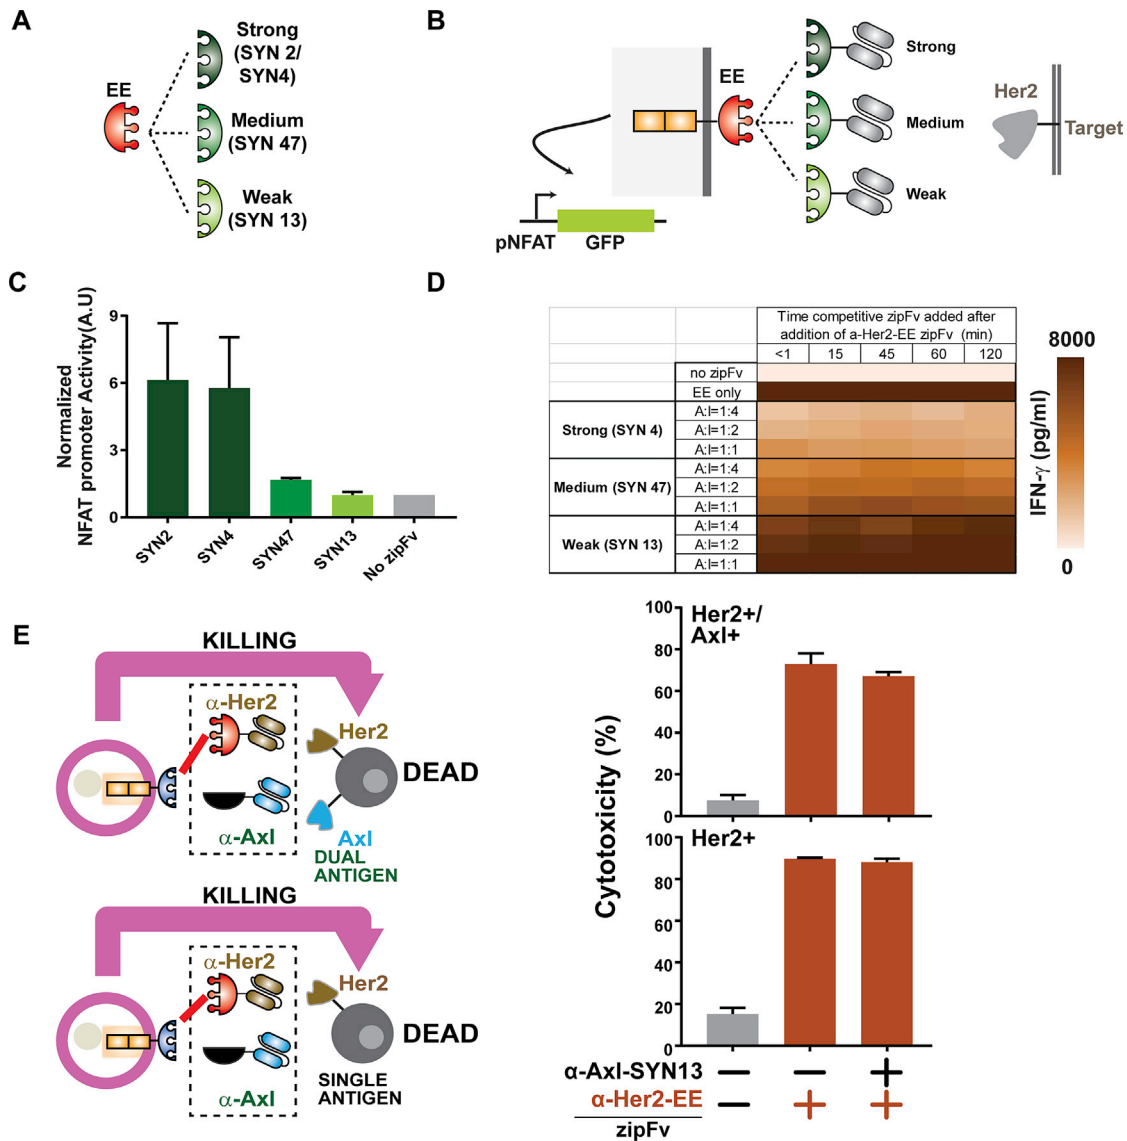 A
EE
Strong
(SYN 2/
SYN4)
Medium
(SYN 47)
Weak
(SYN 13)
B
EE
Strong
Medium
Weak
Her2
Target
pNFAT
GFP
C
Normalized
NFAT promoter Activity(A.U)
9
6
3
0
SYN2
SYN4
SYN47
SYN13
No zipFv
D
Time competitive zipFv added after
addition of a-Her2-EE zipFv (min)
<1 15 45 60 120
no zipFv
EE only
Strong (SYN 4)
A:I=1:4
A:I=1:2
A:I=1:1
Medium (SYN 47)
A:I=1:4
A:I=1:2
A:I=1:1
Weak (SYN 13)
A:I=1:4
A:I=1:2
A:I=1:1
8000
0
IFN-γ (pg/ml)
E
KILLING
α-Her2
α-Axl
Her2
Axl
DEAD
DUAL
ANTIGEN
KILLING
α-Her2
α-Axl
Her2
DEAD
SINGLE
ANTIGEN
Cytotoxicity (%)
Her2+/
Axl+
100
80
60
40
20
0
Her2+
100
80
60
40
20
0
α-Axl-SYN13 − − +
α-Her2-EE − + +
zipFv